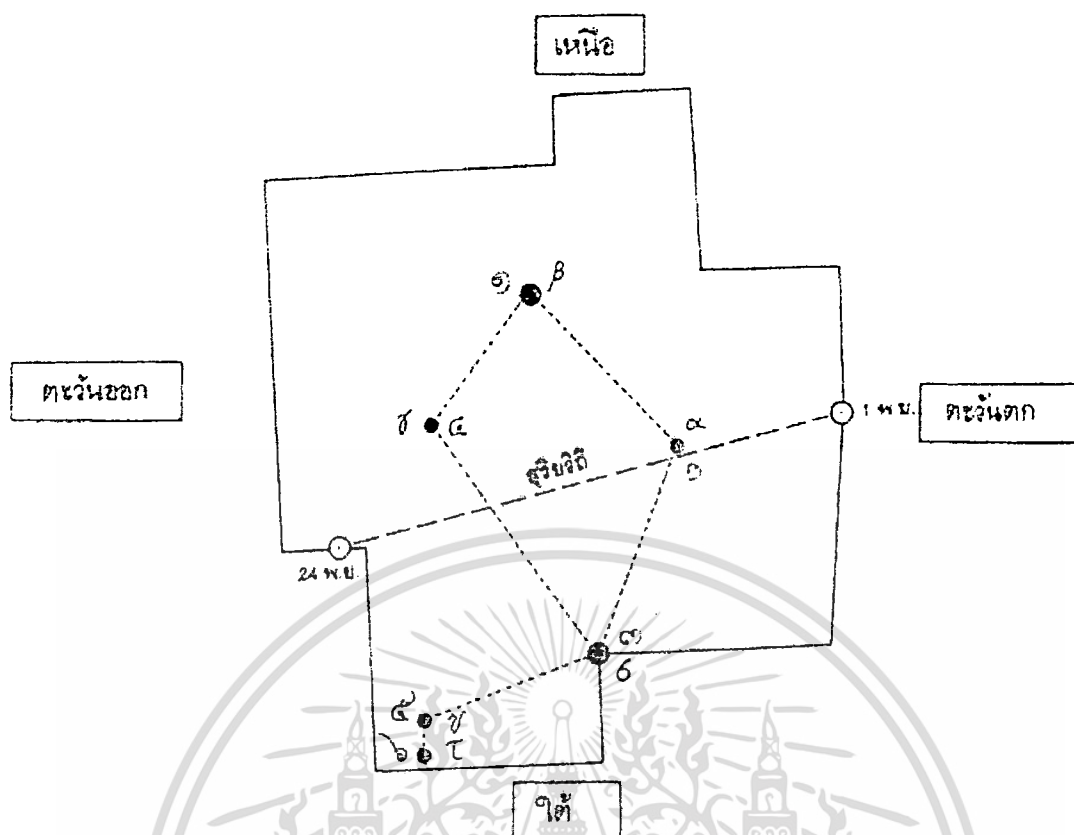 เหนือ
๑ β
ตะวันออก
γ ๔
α
๒
1 พ.ย.
ตะวันตก
สุริยวิถี
24 พ.ย.
๓
σ
๕ γ
๖ τ
ใต้